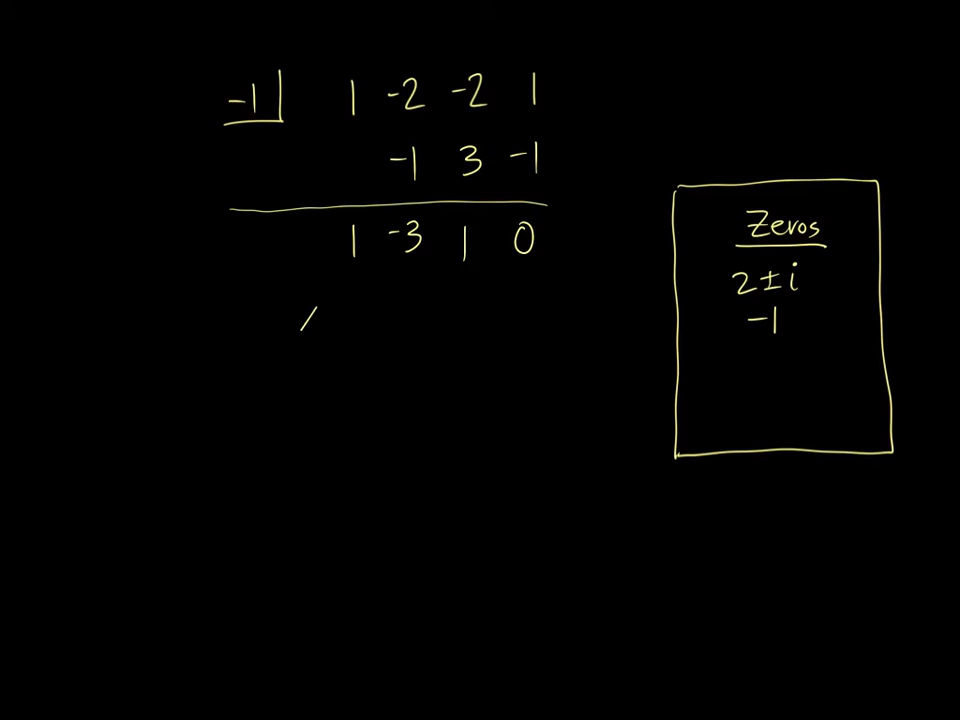 -1| 1 -2 -2 1
-1 3 -1
1 -3 1 0
Zeros
2±i
-1